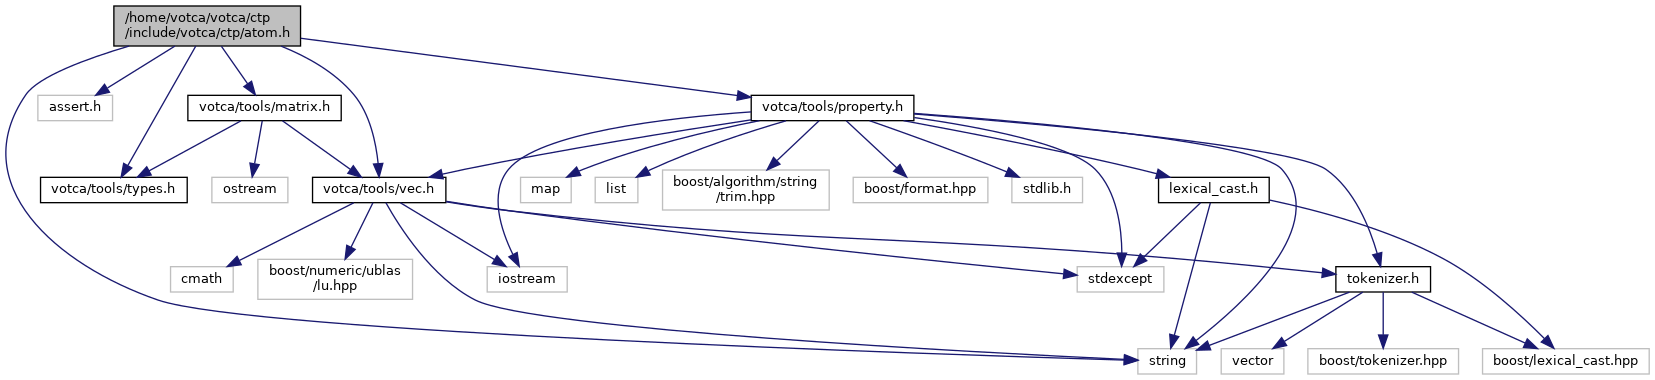 /home/votca/votca/ctp
/include/votca/ctp/atom.h
assert.h
votca/tools/matrix.h
votca/tools/property.h
votca/tools/types.h
ostream
votca/tools/vec.h
map
list
boost/algorithm/string
/trim.hpp
boost/format.hpp
stdlib.h
lexical_cast.h
cmath
boost/numeric/ublas
/lu.hpp
iostream
stdexcept
tokenizer.h
string
vector
boost/tokenizer.hpp
boost/lexical_cast.hpp